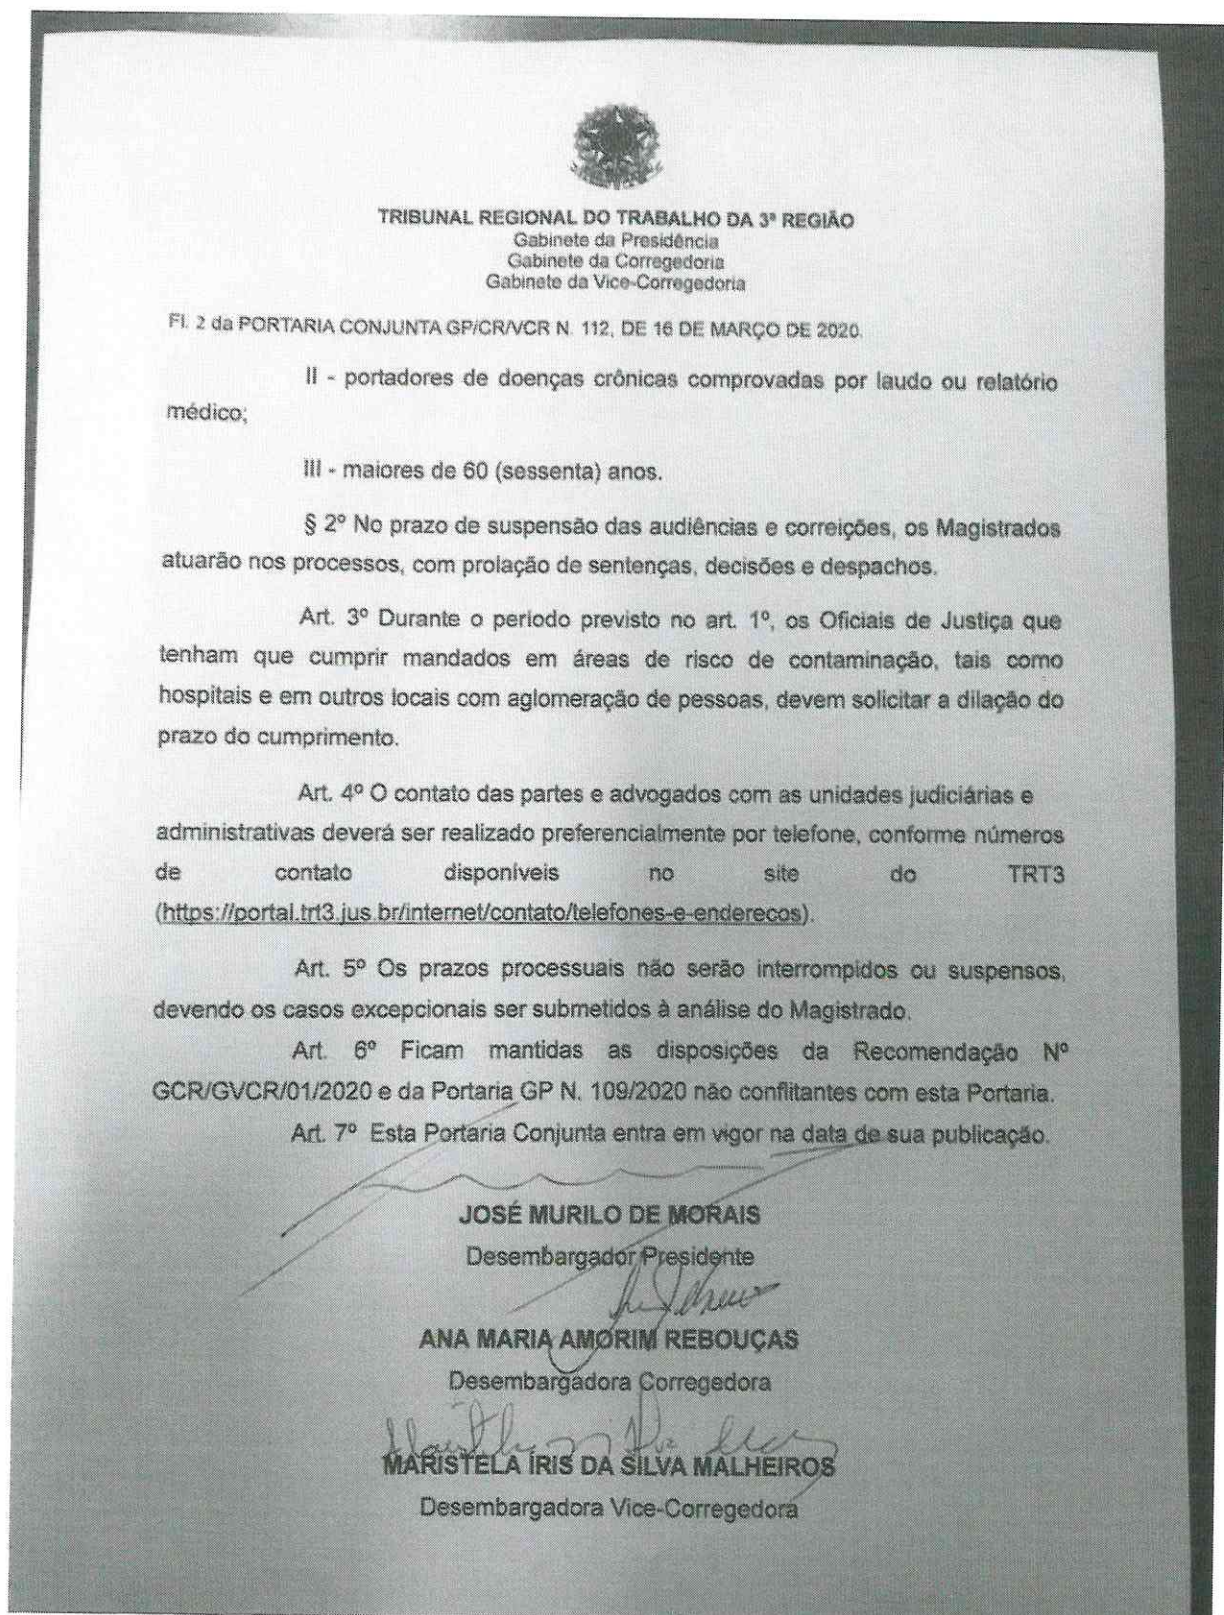 TRIBUNAL REGIONAL DO TRABALHO DA 3ª REGIÃO
Gabinete da Presidência
Gabinete da Corregedoria
Gabinete da Vice-Corregedoria
Fl. 2 da PORTARIA CONJUNTA GP/CR/VCR N. 112, DE 16 DE MARÇO DE 2020.
II - portadores de doenças crônicas comprovadas por laudo ou relatório
médico;
III - maiores de 60 (sessenta) anos.
§ 2º No prazo de suspensão das audiências e correições, os Magistrados
atuarão nos processos, com prolação de sentenças, decisões e despachos.
Art. 3º Durante o período previsto no art. 1º, os Oficiais de Justiça que
tenham que cumprir mandados em áreas de risco de contaminação, tais como
hospitais e em outros locais com aglomeração de pessoas, devem solicitar a dilação do
prazo do cumprimento.
Art. 4º O contato das partes e advogados com as unidades judiciárias e
administrativas deverá ser realizado preferencialmente por telefone, conforme números
de contato disponíveis no site do TRT3
(https://portal.trt3.jus.br/internet/contato/telefones-e-enderecos).
Art. 5º Os prazos processuais não serão interrompidos ou suspensos,
devendo os casos excepcionais ser submetidos à análise do Magistrado.
Art. 6º Ficam mantidas as disposições da Recomendação Nº
GCR/GVCR/01/2020 e da Portaria GP N. 109/2020 não conflitantes com esta Portaria.
Art. 7º Esta Portaria Conjunta entra em vigor na data de sua publicação.
JOSÉ MURILO DE MORAIS
Desembargador Presidente
ANA MARIA AMORIM REBOUÇAS
Desembargadora Corregedora
MARISTELA ÍRIS DA SILVA MALHEIROS
Desembargadora Vice-Corregedora